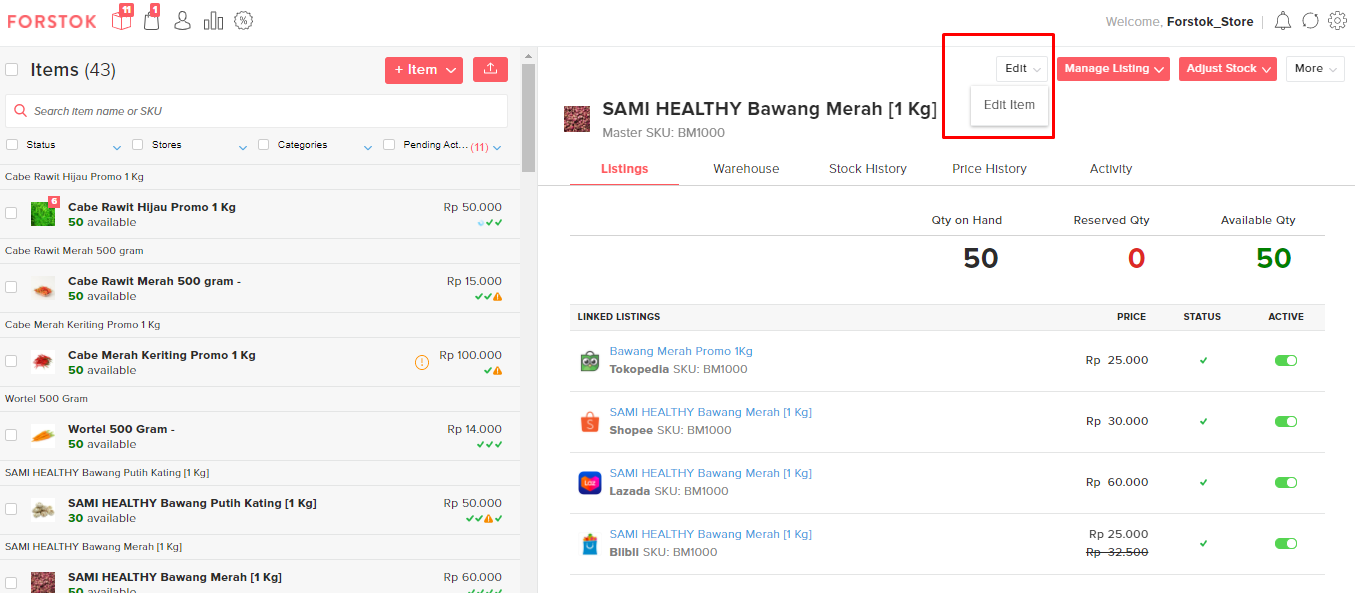 FORSTOK 11 1 %
Welcome, Forstok_Store
Items (43)
+ Item
Search Item name or SKU
Status Stores Categories Pending Act... (11)
Cabe Rawit Hijau Promo 1 Kg
6
Cabe Rawit Hijau Promo 1 Kg Rp 50.000
50 available
Cabe Rawit Merah 500 gram
Cabe Rawit Merah 500 gram - Rp 15.000
50 available
Cabe Merah Keriting Promo 1 Kg
Cabe Merah Keriting Promo 1 Kg Rp 100.000
50 available
Wortel 500 Gram
Wortel 500 Gram - Rp 14.000
50 available
SAMI HEALTHY Bawang Putih Kating [1 Kg]
SAMI HEALTHY Bawang Putih Kating [1 Kg] Rp 50.000
30 available
SAMI HEALTHY Bawang Merah [1 Kg]
SAMI HEALTHY Bawang Merah [1 Kg] Rp 60.000
50 available
Edit Manage Listing Adjust Stock More
Edit Item
SAMI HEALTHY Bawang Merah [1 Kg]
Master SKU: BM1000
Listings Warehouse Stock History Price History Activity
Qty on Hand Reserved Qty Available Qty
50 0 50
LINKED LISTINGS PRICE STATUS ACTIVE
Bawang Merah Promo 1Kg
Tokopedia SKU: BM1000 Rp 25.000
SAMI HEALTHY Bawang Merah [1 Kg]
Shopee SKU: BM1000 Rp 30.000
SAMI HEALTHY Bawang Merah [1 Kg]
Laz
Lazada SKU: BM1000 Rp 60.000
SAMI HEALTHY Bawang Merah [1 Kg] Rp 25.000
Blibli SKU: BM1000 Rp 32.500